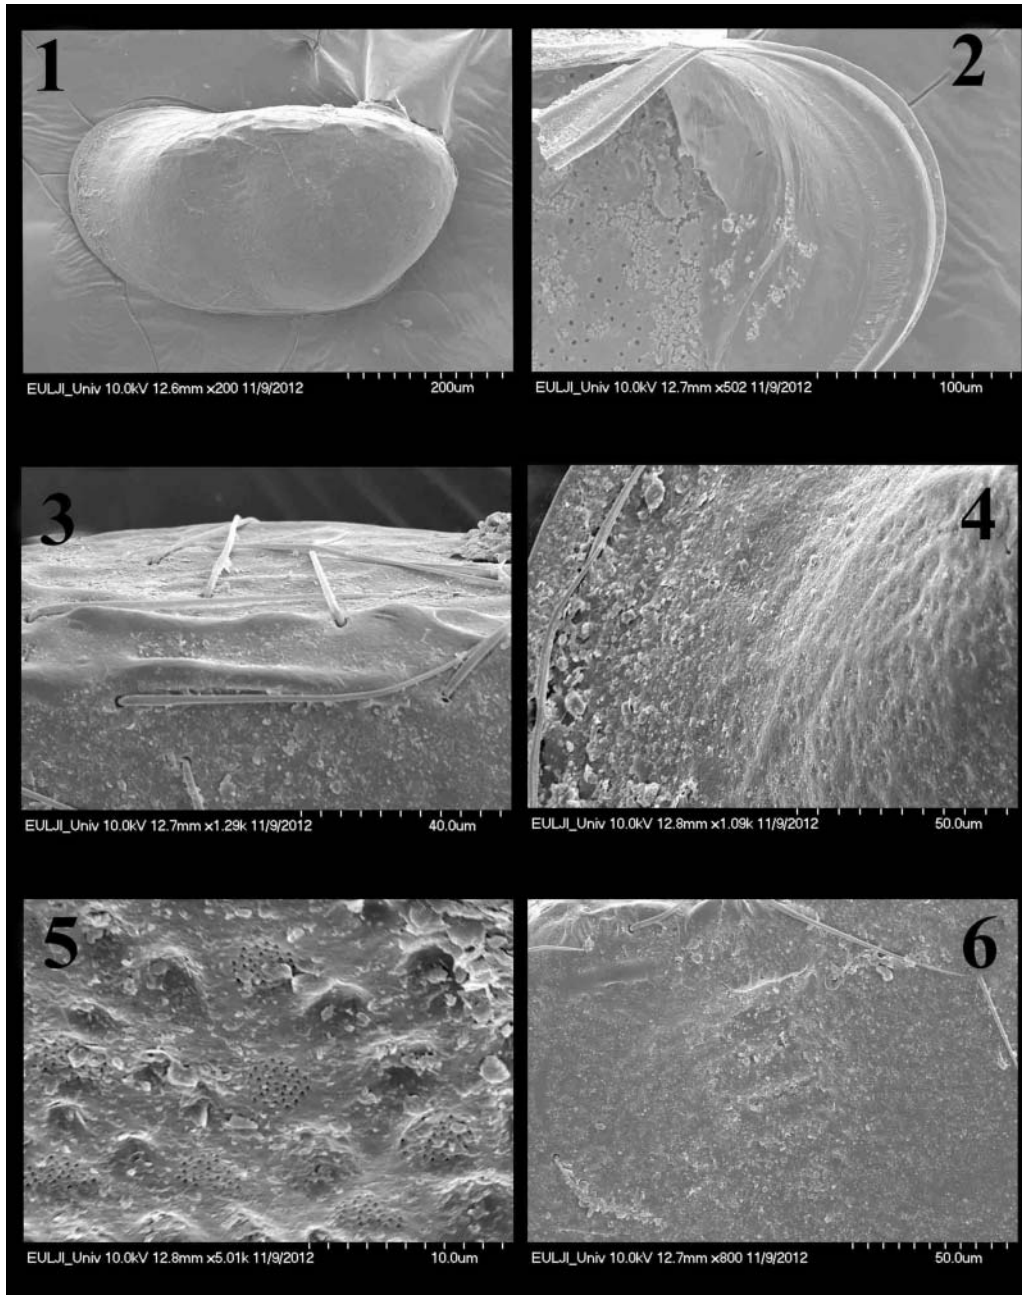 1
2
EULJI_Univ 10.0kV 12.6mm x200 11/9/2012 200um
EULJI_Univ 10.0kV 12.7mm x502 11/9/2012 100um
3
4
EULJI_Univ 10.0kV 12.7mm x1.29k 11/9/2012 40.0um
EULJI_Univ 10.0kV 12.8mm x1.09k 11/9/2012 50.0um
5
6
EULJI_Univ 10.0kV 12.8mm x5.01k 11/9/2012 10.0um
EULJI_Univ 10.0kV 12.7mm x800 11/9/2012 50.0um